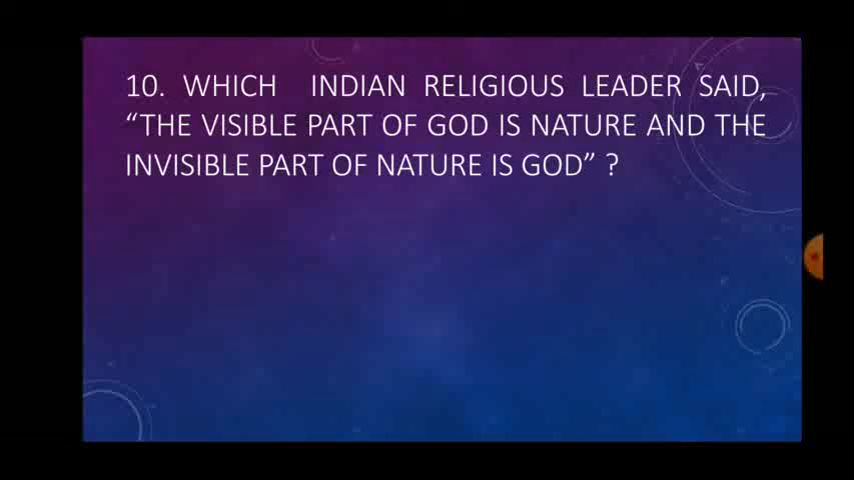 10. WHICH INDIAN RELIGIOUS LEADER SAID,
“THE VISIBLE PART OF GOD IS NATURE AND THE
INVISIBLE PART OF NATURE IS GOD” ?